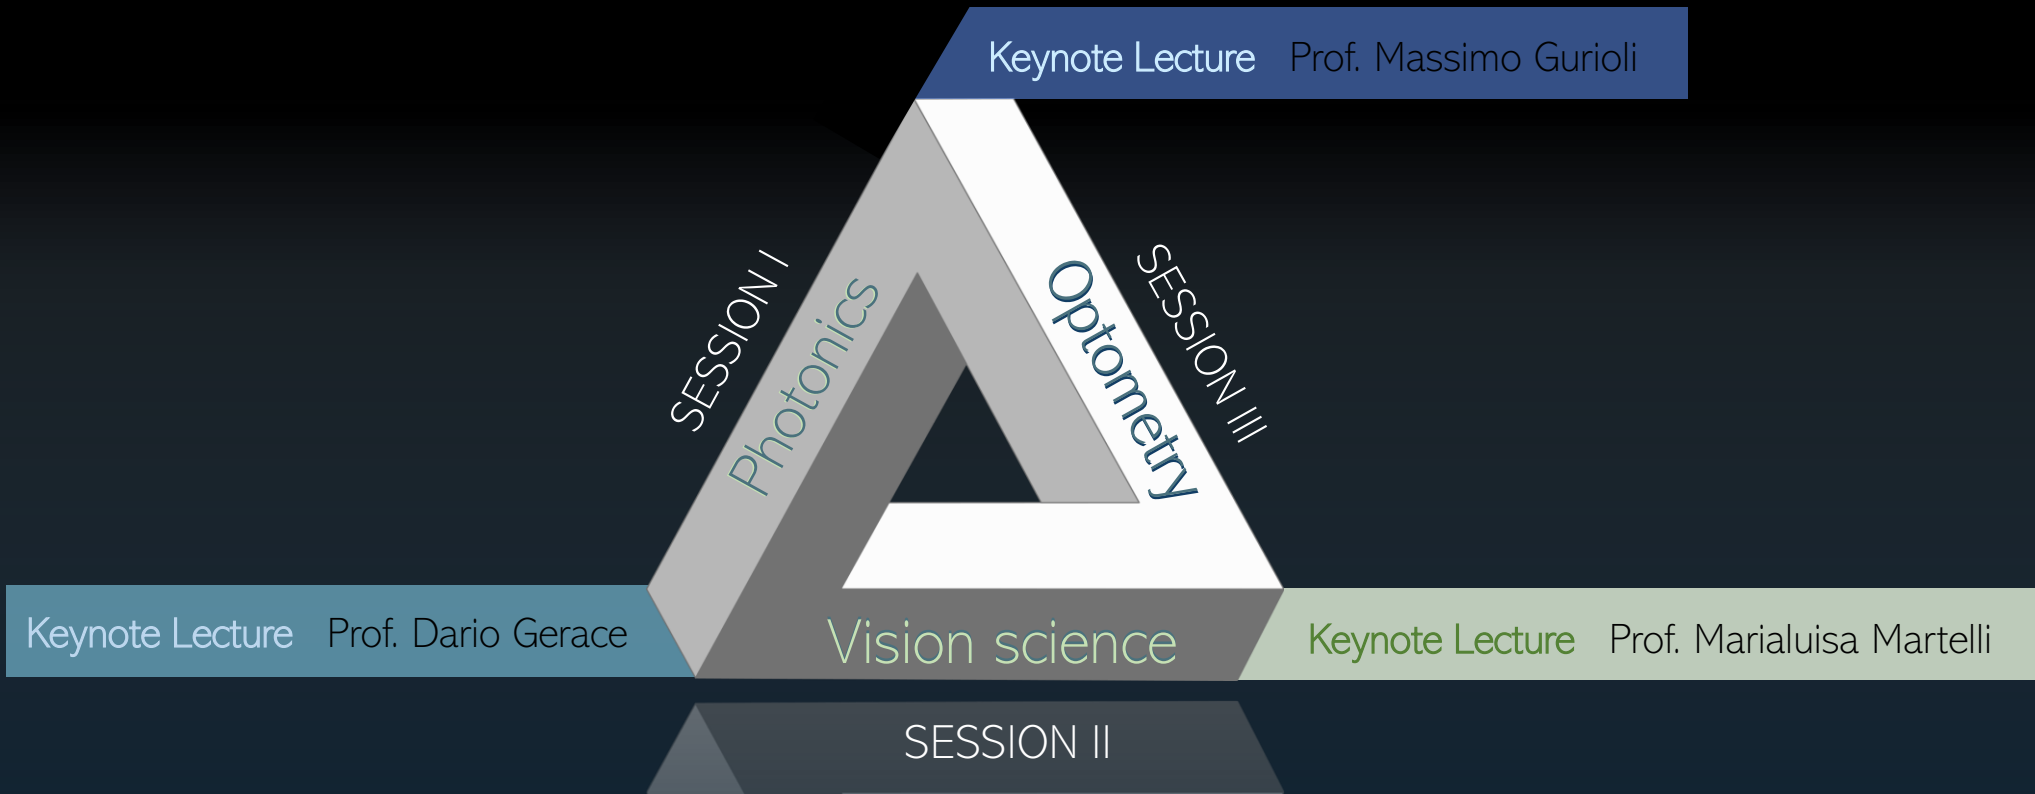 Keynote Lecture Prof. Massimo Gurioli
SESSION I
Photonics
Optometry
SESSION III
Keynote Lecture Prof. Dario Gerace
Vision science
Keynote Lecture Prof. Marialuisa Martelli
SESSION II